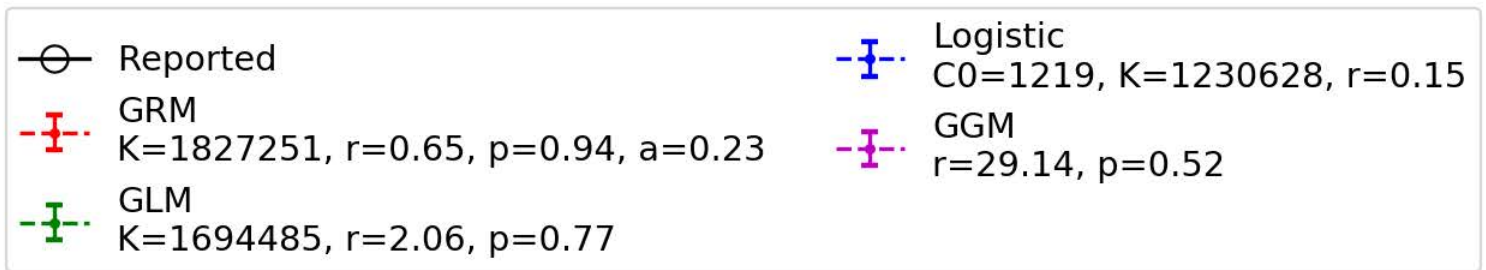 Reported
GRM
K=1827251, r=0.65, p=0.94, a=0.23
GLM
K=1694485, r=2.06, p=0.77
Logistic
C0=1219, K=1230628, r=0.15
GGM
r=29.14, p=0.52